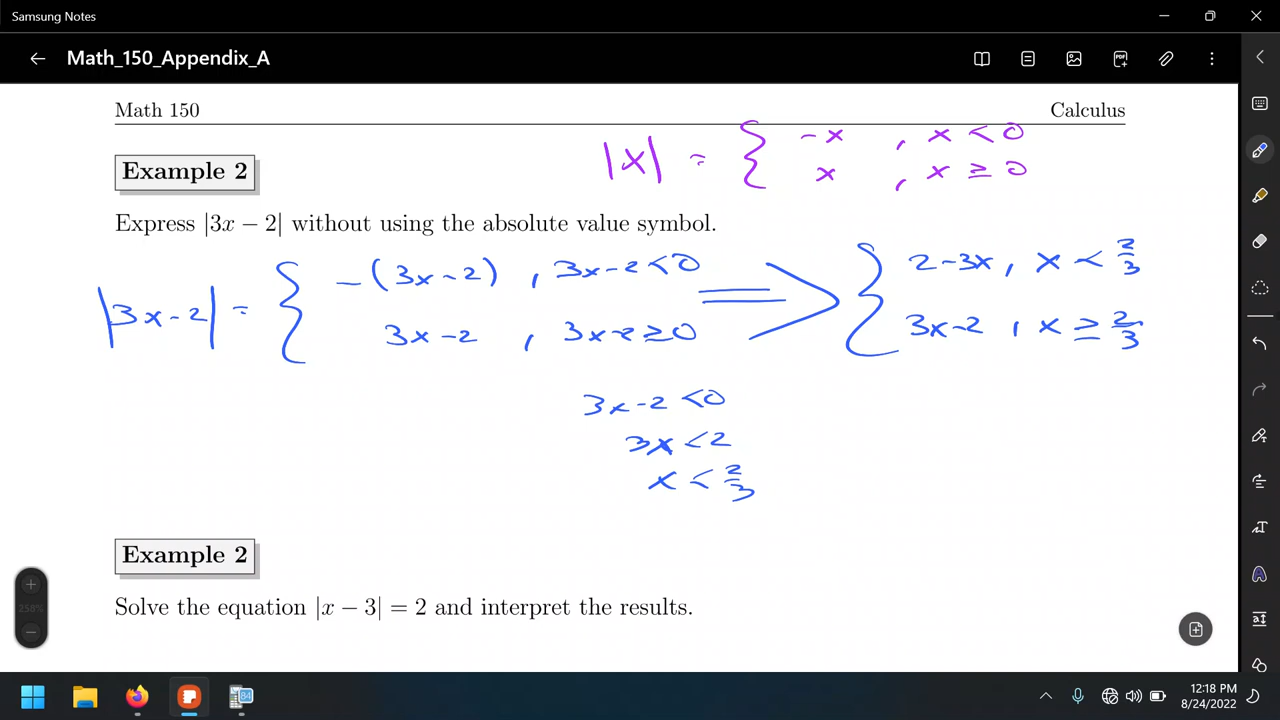 Samsung Notes
Math_150_Appendix_A
Math 150
Calculus
|x| = { -x , x < 0
x , x ≥ 0
Example 2
Express |3x − 2| without using the absolute value symbol.
|3x-2| = { -(3x-2) , 3x-2<0 ⟹ { 2-3x, x < 2/3
3x-2 , 3x-2≥0 3x-2 , x ≥ 2/3
3x-2 <0
3x <2
x < 2/3
Example 2
Solve the equation |x − 3| = 2 and interpret the results.
258%
84
12:18 PM
8/24/2022